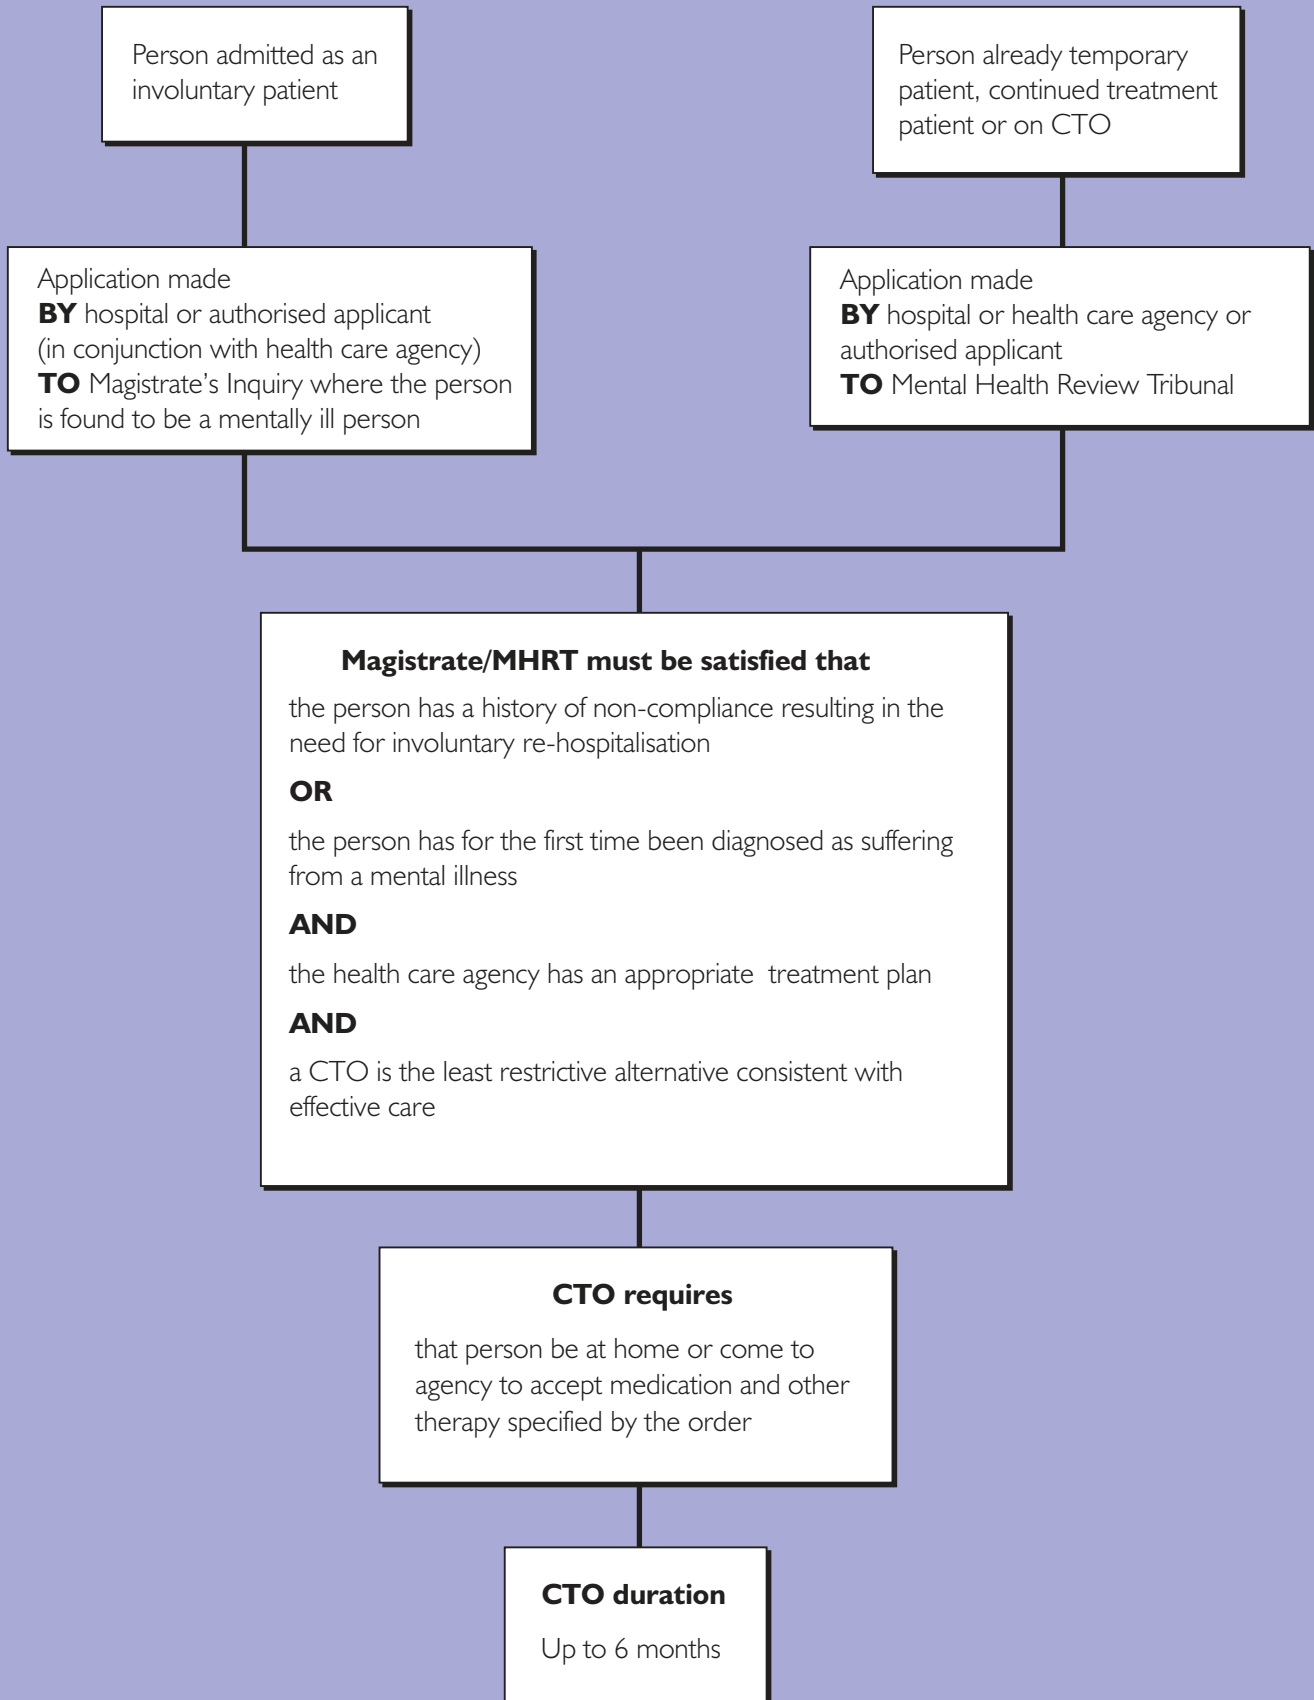 Person admitted as an
involuntary patient
Person already temporary
patient, continued treatment
patient or on CTO
Application made
BY hospital or authorised applicant
(in conjunction with health care agency)
TO Magistrate’s Inquiry where the person
is found to be a mentally ill person
Application made
BY hospital or health care agency or
authorised applicant
TO Mental Health Review Tribunal
Magistrate/MHRT must be satisfied that
the person has a history of non-compliance resulting in the
need for involuntary re-hospitalisation
OR
the person has for the first time been diagnosed as suffering
from a mental illness
AND
the health care agency has an appropriate treatment plan
AND
a CTO is the least restrictive alternative consistent with
effective care
CTO requires
that person be at home or come to
agency to accept medication and other
therapy specified by the order
CTO duration
Up to 6 months